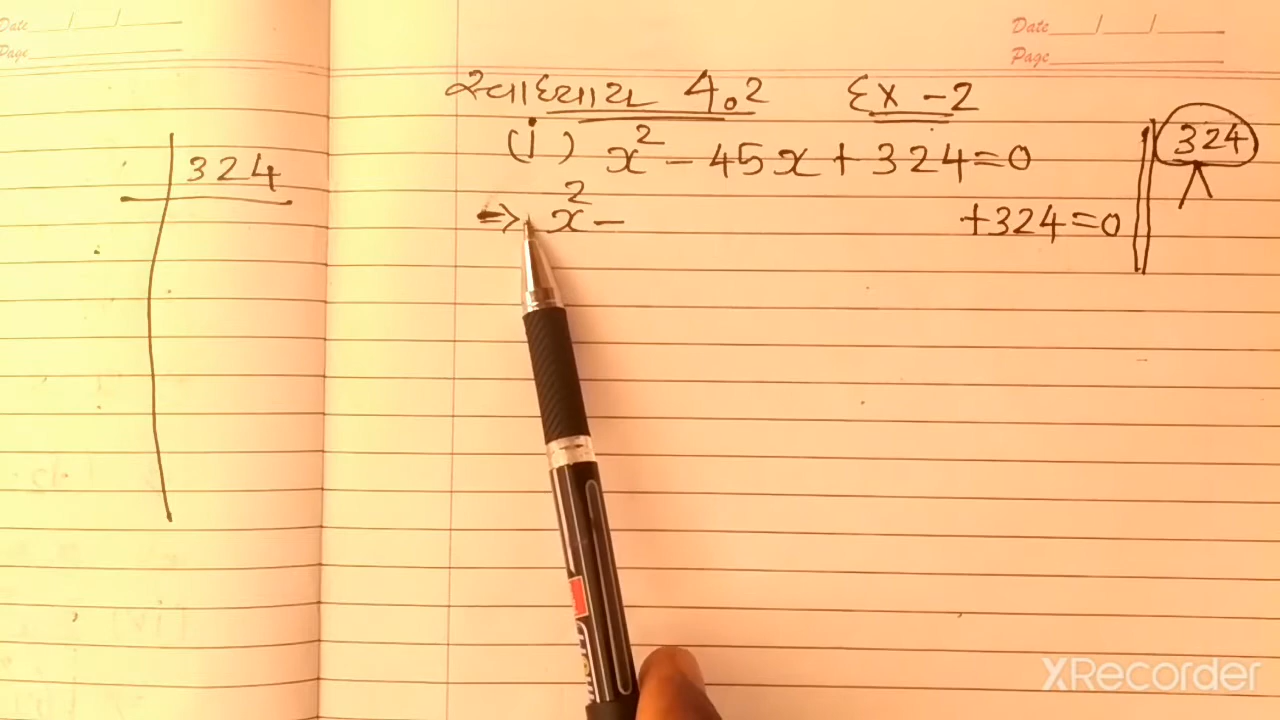 Date / /
Page
Date / /
Page
સ્વાધ્યાય 4.2 Ex -2
(i) x² - 45x + 324 = 0
⇒ x² - +324 = 0
324
324
XRecorder